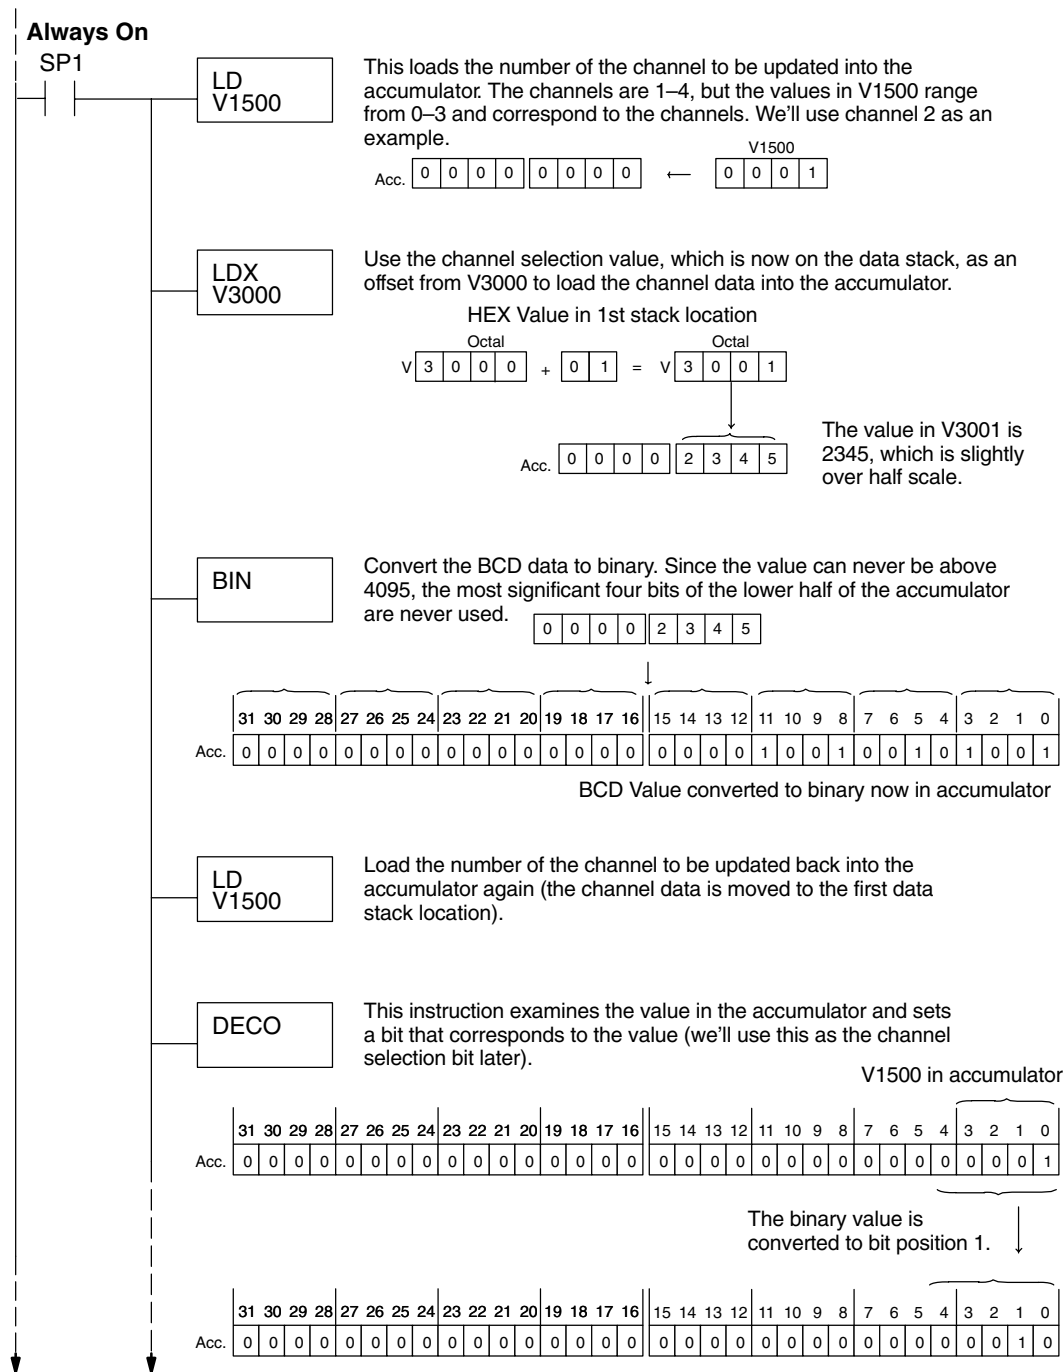 Always On
SP1
LD
V1500
This loads the number of the channel to be updated into the
accumulator. The channels are 1–4, but the values in V1500 range
from 0–3 and correspond to the channels. We’ll use channel 2 as an
example.
V1500
Acc. 0 0 0 0 0 0 0 0 ← 0 0 0 1
LDX
V3000
Use the channel selection value, which is now on the data stack, as an
offset from V3000 to load the channel data into the accumulator.
HEX Value in 1st stack location
Octal Octal
V 3 0 0 0 + 0 1 = V 3 0 0 1
The value in V3001 is
2345, which is slightly
over half scale.
Acc. 0 0 0 0 2 3 4 5
BIN
Convert the BCD data to binary. Since the value can never be above
4095, the most significant four bits of the lower half of the accumulator
are never used.
0 0 0 0 2 3 4 5
31 30 29 28 27 26 25 24 23 22 21 20 19 18 17 16 15 14 13 12 11 10 9 8 7 6 5 4 3 2 1 0
Acc. 0 0 0 0 0 0 0 0 0 0 0 0 0 0 0 0 0 0 0 0 1 0 0 1 0 0 1 0 1 0 0 1
BCD Value converted to binary now in accumulator
LD
V1500
Load the number of the channel to be updated back into the
accumulator again (the channel data is moved to the first data
stack location).
DECO
This instruction examines the value in the accumulator and sets
a bit that corresponds to the value (we’ll use this as the channel
selection bit later).
V1500 in accumulator
31 30 29 28 27 26 25 24 23 22 21 20 19 18 17 16 15 14 13 12 11 10 9 8 7 6 5 4 3 2 1 0
Acc. 0 0 0 0 0 0 0 0 0 0 0 0 0 0 0 0 0 0 0 0 0 0 0 0 0 0 0 0 0 0 0 1
The binary value is
converted to bit position 1.
31 30 29 28 27 26 25 24 23 22 21 20 19 18 17 16 15 14 13 12 11 10 9 8 7 6 5 4 3 2 1 0
Acc. 0 0 0 0 0 0 0 0 0 0 0 0 0 0 0 0 0 0 0 0 0 0 0 0 0 0 0 0 0 0 1 0